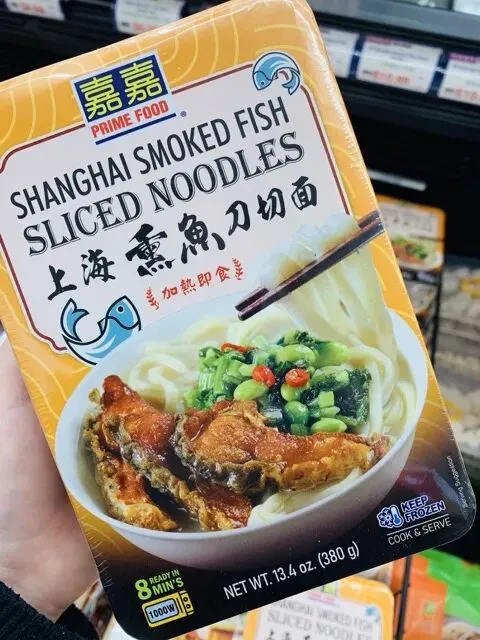 嘉嘉
PRIME FOOD
®
SHANGHAI SMOKED FISH
SLICED NOODLES
上海熏魚刀切面
加熱即食
8 READY IN MIN'S
1000W
NET WT. 13.4 oz. (380 g)
KEEP FROZEN
COOK & SERVE
Serving Suggestion
SHANGHAI SMOKED FISH
SLICED NOODLES